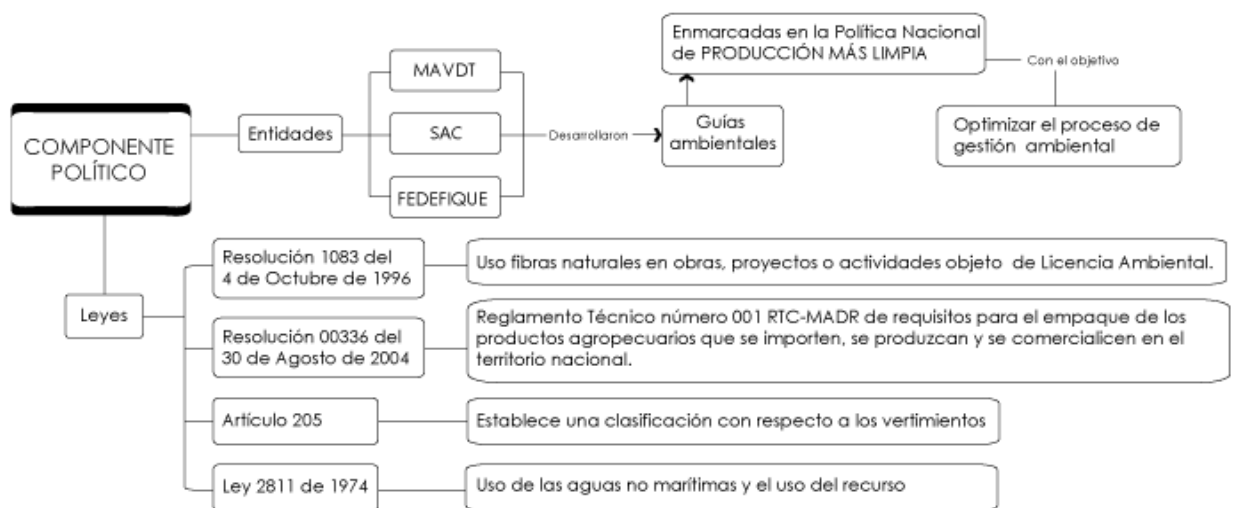 COMPONENTE
POLÍTICO
Entidades
MAVDT
SAC
FEDEFIQUE
Desarrollaron
Guías
ambientales
Enmarcadas en la Política Nacional
de PRODUCCIÓN MÁS LIMPIA
Con el objetivo
Optimizar el proceso de
gestión ambiental
Leyes
Resolución 1083 del
4 de Octubre de 1996
Uso fibras naturales en obras, proyectos o actividades objeto de Licencia Ambiental.
Resolución 00336 del
30 de Agosto de 2004
Reglamento Técnico número 001 RTC-MADR de requisitos para el empaque de los
productos agropecuarios que se importen, se produzcan y se comercialicen en el
territorio nacional.
Artículo 205
Establece una clasificación con respecto a los vertimientos
Ley 2811 de 1974
Uso de las aguas no marítimas y el uso del recurso